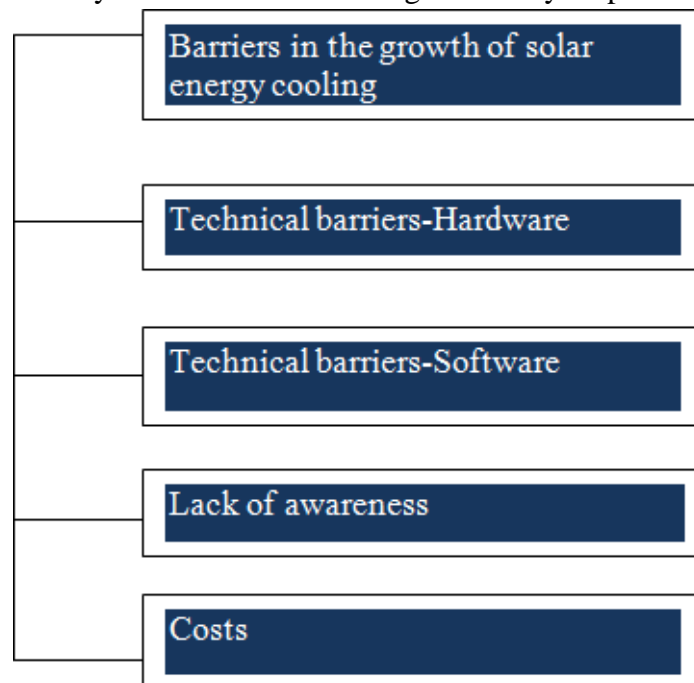 Barriers in the growth of solar
energy cooling
Technical barriers-Hardware
Technical barriers-Software
Lack of awareness
Costs